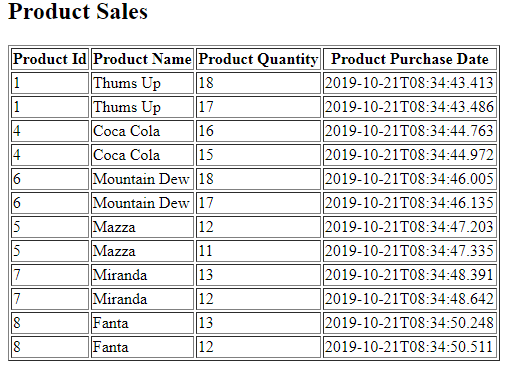 Product Sales
Product Id Product Name Product Quantity Product Purchase Date
1 Thums Up 18 2019-10-21T08:34:43.413
1 Thums Up 17 2019-10-21T08:34:43.486
4 Coca Cola 16 2019-10-21T08:34:44.763
4 Coca Cola 15 2019-10-21T08:34:44.972
6 Mountain Dew 18 2019-10-21T08:34:46.005
6 Mountain Dew 17 2019-10-21T08:34:46.135
5 Mazza 12 2019-10-21T08:34:47.203
5 Mazza 11 2019-10-21T08:34:47.335
7 Miranda 13 2019-10-21T08:34:48.391
7 Miranda 12 2019-10-21T08:34:48.642
8 Fanta 13 2019-10-21T08:34:50.248
8 Fanta 12 2019-10-21T08:34:50.511